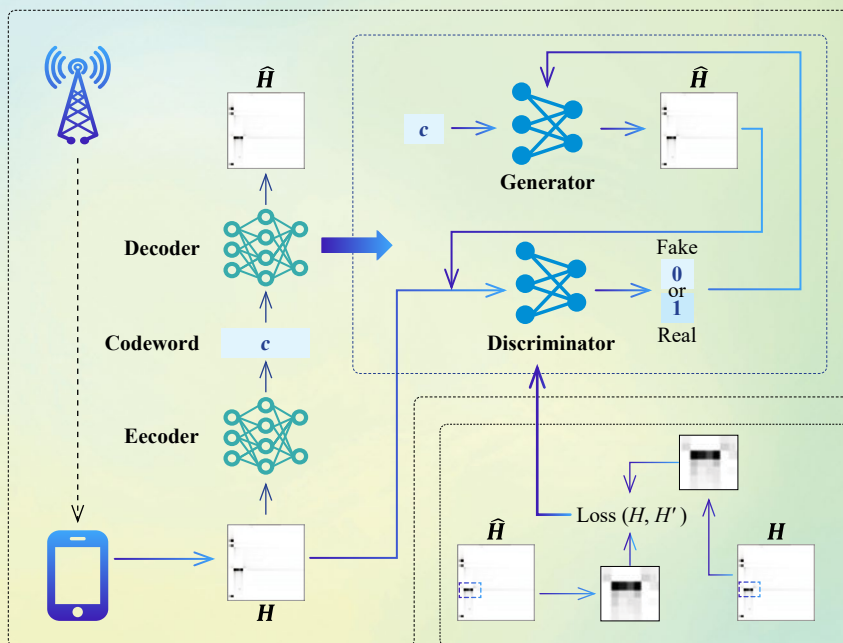 Ĥ
Ĥ
c
Generator
Decoder
Fake
0
or
1
Real
Codeword
c
Discriminator
Eecoder
Loss (H, H′)
Ĥ
H
H